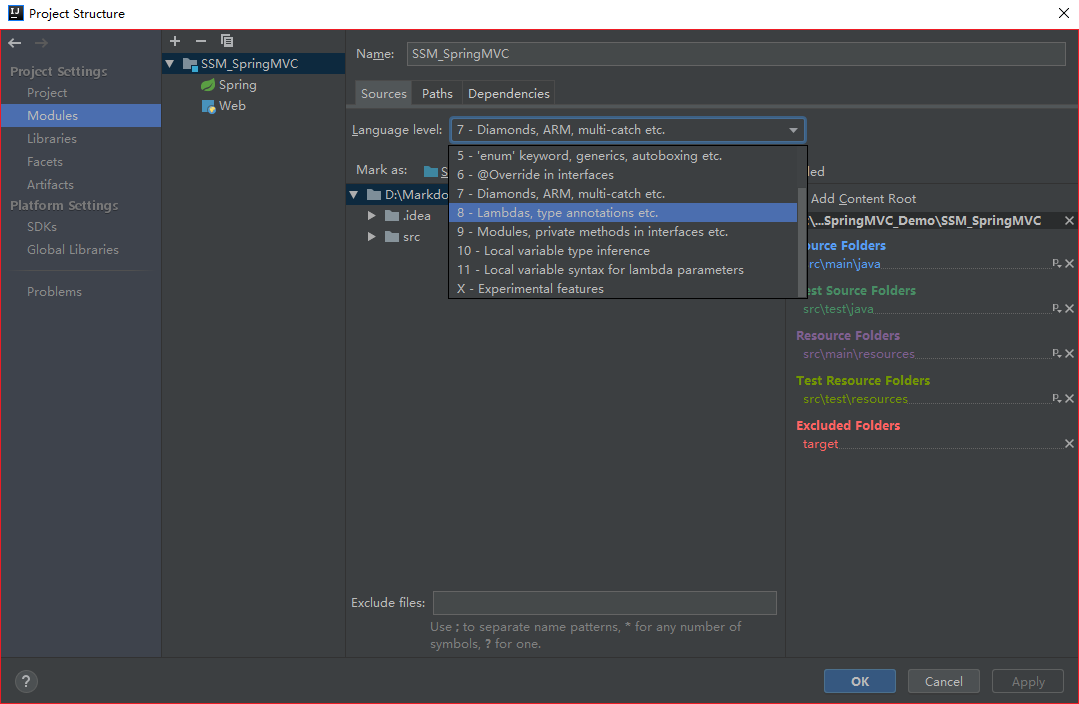 Project Structure
Project Settings
Project
Modules
Libraries
Facets
Artifacts
Platform Settings
SDKs
Global Libraries
Problems
SSM_SpringMVC
Spring
Web
Name: SSM_SpringMVC
Sources Paths Dependencies
Language level: 7 - Diamonds, ARM, multi-catch etc.
5 - 'enum' keyword, generics, autoboxing etc.
6 - @Override in interfaces
7 - Diamonds, ARM, multi-catch etc.
8 - Lambdas, type annotations etc.
9 - Modules, private methods in interfaces etc.
10 - Local variable type inference
11 - Local variable syntax for lambda parameters
X - Experimental features
Mark as: S
D:\Markdo
.idea
src
Add Content Root
\...SpringMVC_Demo\SSM_SpringMVC
ource Folders
rc\main\java
est Source Folders
src\test\java
Resource Folders
src\main\resources
Test Resource Folders
src\test\resources
Excluded Folders
target
Exclude files:
Use ; to separate name patterns, * for any number of
symbols, ? for one.
?
OK Cancel Apply